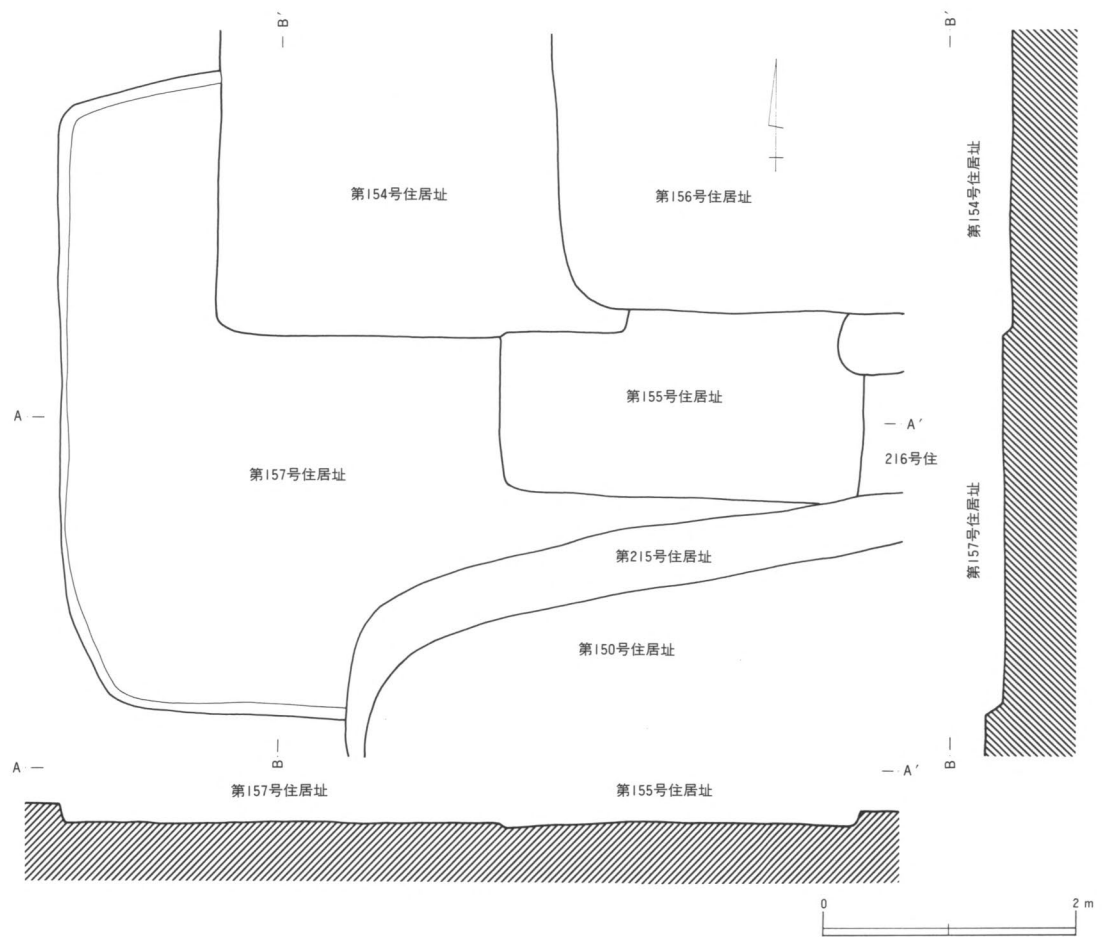 B′
B′
第154号住居址
第156号住居址
第154号住居址
第155号住居址
A
A′
216号住
第157号住居址
第157号住居址
第215号住居址
第150号住居址
B
B
A
A′
第157号住居址
第155号住居址
0
2 m